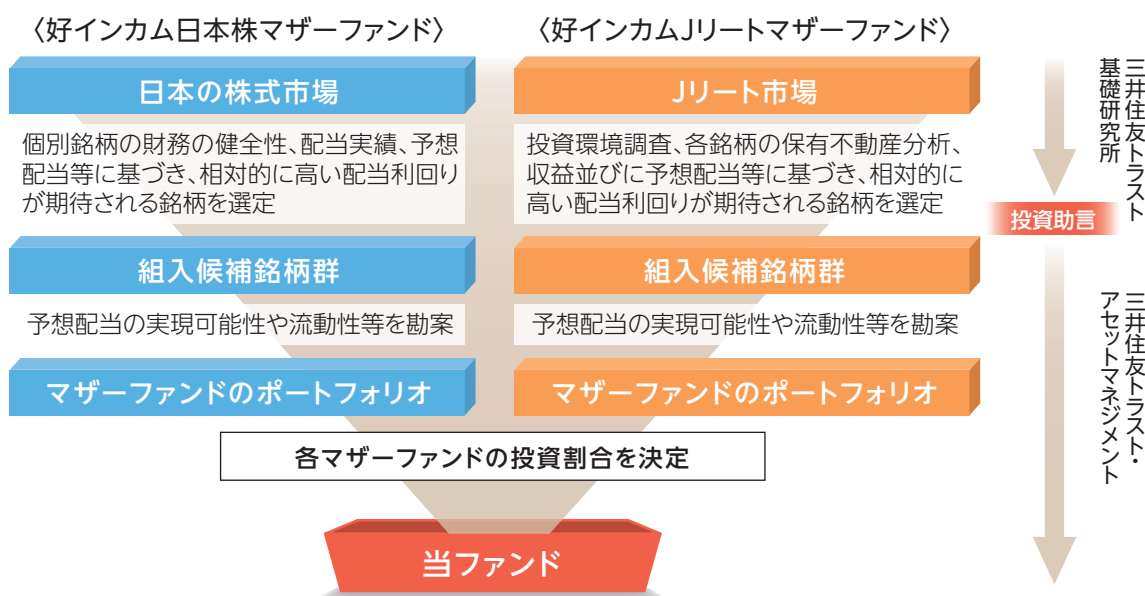 〈好インカム日本株マザーファンド〉
日本の株式市場
個別銘柄の財務の健全性、配当実績、予想
配当等に基づき、相対的に高い配当利回り
が期待される銘柄を選定
組入候補銘柄群
予想配当の実現可能性や流動性等を勘案
マザーファンドのポートフォリオ
〈好インカムJリートマザーファンド〉
Jリート市場
投資環境調査、各銘柄の保有不動産分析、
収益並びに予想配当等に基づき、相対的に
高い配当利回りが期待される銘柄を選定
組入候補銘柄群
予想配当の実現可能性や流動性等を勘案
マザーファンドのポートフォリオ
各マザーファンドの投資割合を決定
当ファンド
三井住友トラスト
基礎研究所
投資助言
三井住友トラスト・
アセットマネジメント